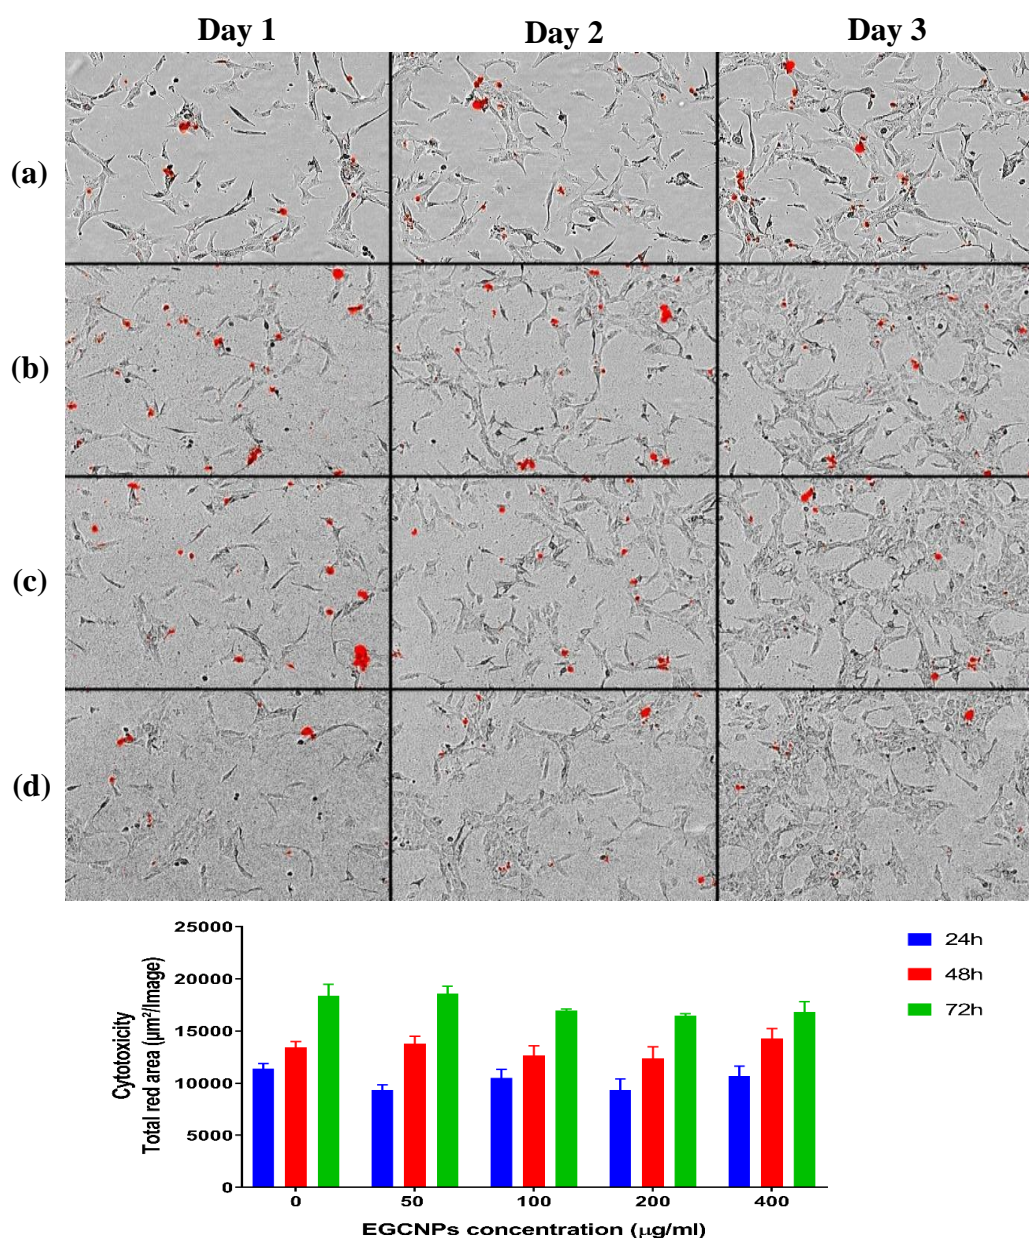 Day 1 Day 2 Day 3
(a)
(b)
(c)
(d)
25000
20000
15000
10000
5000
0
Cytotoxicity
Total red area (µm²/Image)
24h
48h
72h
0 50 100 200 400
EGCNPs concentration (µg/ml)